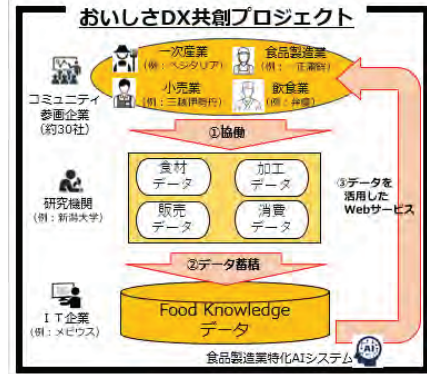 おいしさDX共創プロジェクト
一次産業
(例：ベジタリア)
食品製造業
(例：一正蒲鉾)
小売業
(例：三越伊勢丹)
飲食業
コミュニティ
参画企業
(約30社)
①協働
食材
データ
加工
データ
販売
データ
消費
データ
研究機関
(例：新潟大学)
③データを
活用した
Webサービス
②データ蓄積
Food Knowledge
データ
IT企業
(例：メビウス)
食品製造業特化AIシステム
AI